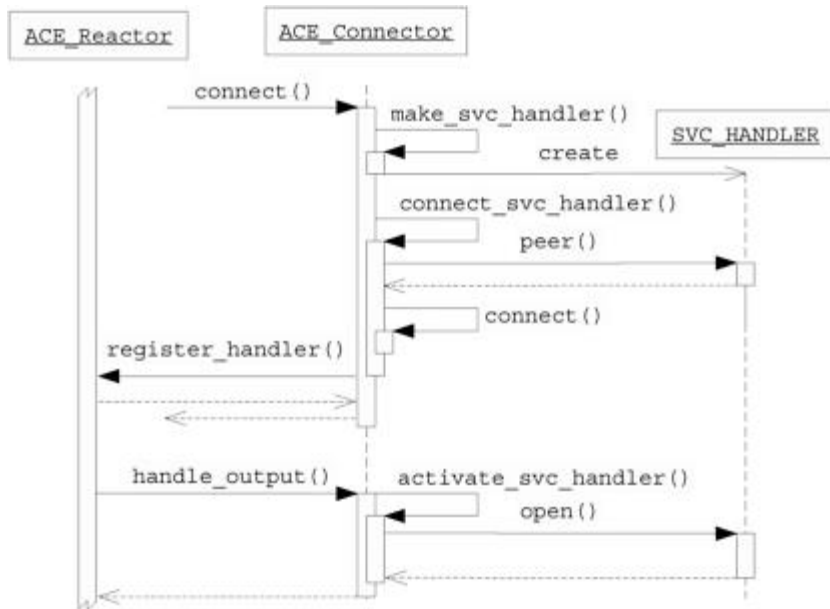 ACE_Reactor
ACE_Connector
connect()
make_svc_handler()
SVC_HANDLER
create
connect_svc_handler()
peer()
connect()
register_handler()
handle_output()
activate_svc_handler()
open()